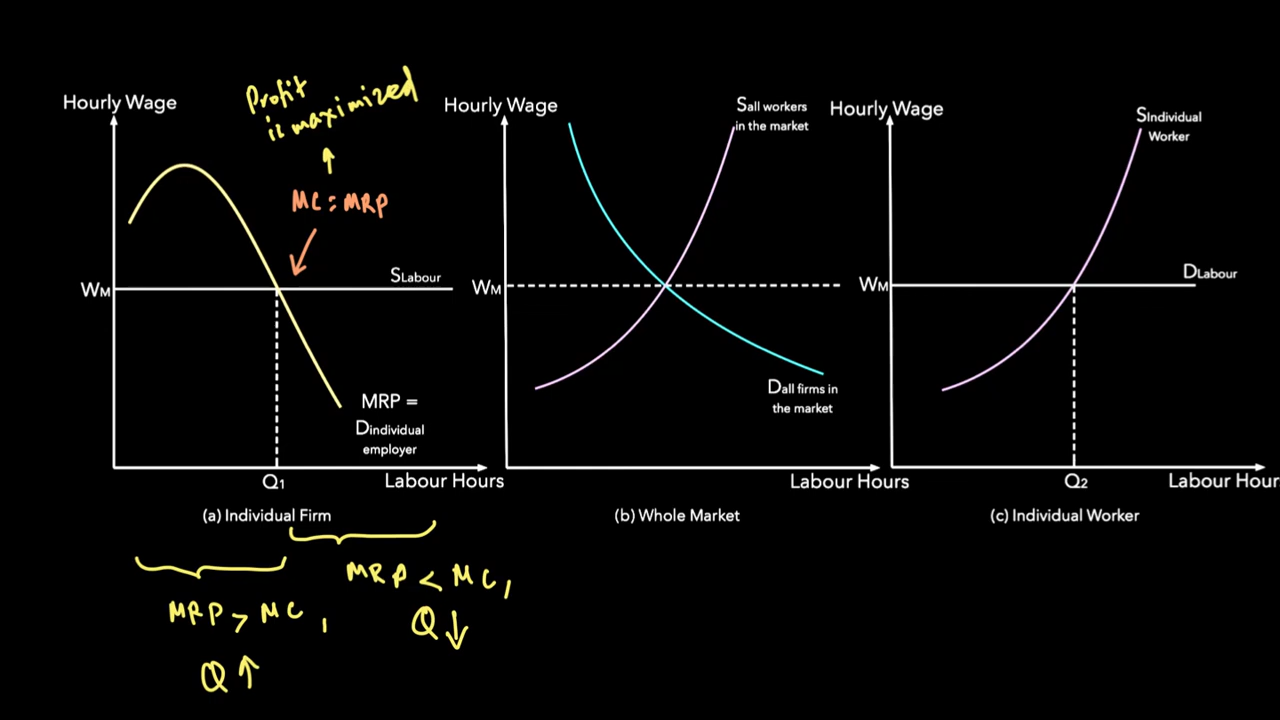 Profit
is maximized
MC = MRP
Hourly Wage
SLabour
WM
MRP =
Dindividual
employer
Q1
Labour Hours
(a) Individual Firm
MRP > MC,
Q ↑
MRP < MC,
Q ↓
Hourly Wage
Sall workers
in the market
WM
Dall firms in
the market
Labour Hours
(b) Whole Market
Hourly Wage
SIndividual
Worker
DLabour
WM
Q2
Labour Hour
(c) Individual Worker